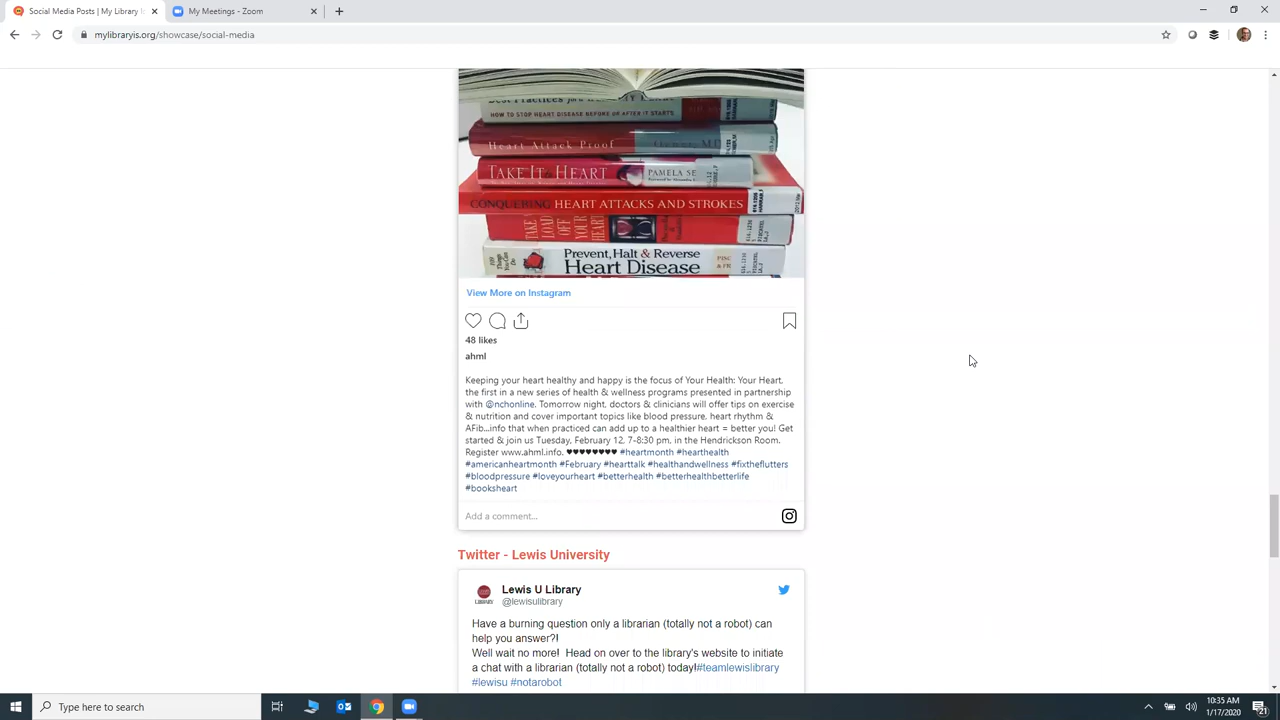 Social Media Posts | My Library I
My Meetings - Zoom
mylibraryis.org/showcase/social-media
HOW TO STOP HEART DISEASE BEFORE OR AFTER IT STARTS
Heart Attack Proof
TAKE IT to HEART PAMELA SE
CONQUERING HEART ATTACKS AND STROKES
TAKE LOAD OFF YOUR HEART
Prevent, Halt & Reverse
Heart Disease
View More on Instagram
48 likes
ahml
Keeping your heart healthy and happy is the focus of Your Health: Your Heart,
the first in a new series of health & wellness programs presented in partnership
with @nchonline. Tomorrow night, doctors & clinicians will offer tips on exercise
& nutrition and cover important topics like blood pressure, heart rhythm &
AFib...info that when practiced can add up to a healthier heart = better you! Get
started & join us Tuesday, February 12, 7-8:30 pm, in the Hendrickson Room.
Register www.ahml.info. ♥♥♥♥♥♥♥♥ #heartmonth #hearthealth
#americanheartmonth #February #hearttalk #healthandwellness #fixtheflutters
#bloodpressure #loveyourheart #betterhealth #betterhealthbetterlife
#booksheart
Add a comment...
Twitter - Lewis University
Lewis U Library
@lewisulibrary
Have a burning question only a librarian (totally not a robot) can
help you answer?!
Well wait no more! Head on over to the library's website to initiate
a chat with a librarian (totally not a robot) today!#teamlewislibrary
#lewisu #notarobot
Type here to search
10:35 AM
1/17/2020
21